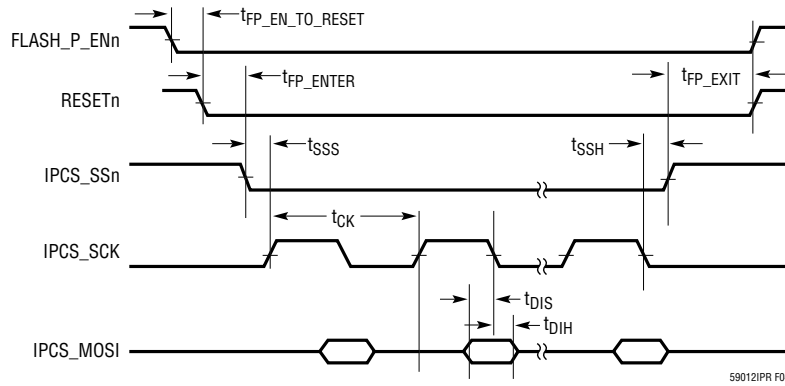 FLASH_P_ENn
tFP_EN_TO_RESET
RESETn
tFP_ENTER
tFP_EXIT
IPCS_SSn
tSSS
tSSH
IPCS_SCK
tCK
IPCS_MOSI
tDIS
tDIH
59012IPR F0